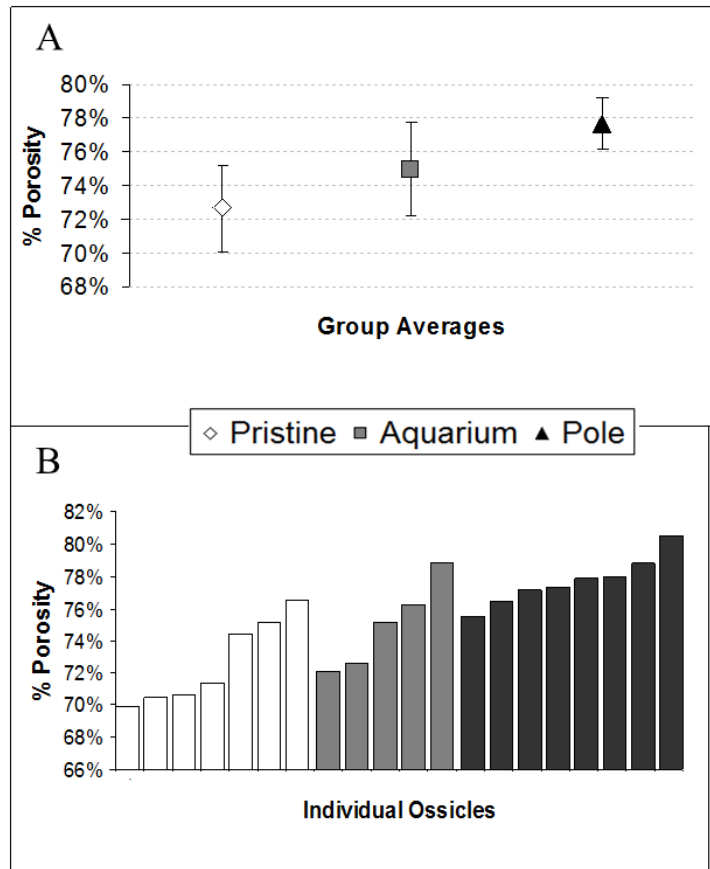 A
80%
78%
76%
74%
72%
70%
68%
% Porosity
Group Averages
◇ Pristine ■ Aquarium ▲ Pole
B
82%
80%
78%
76%
74%
72%
70%
68%
66%
% Porosity
Individual Ossicles